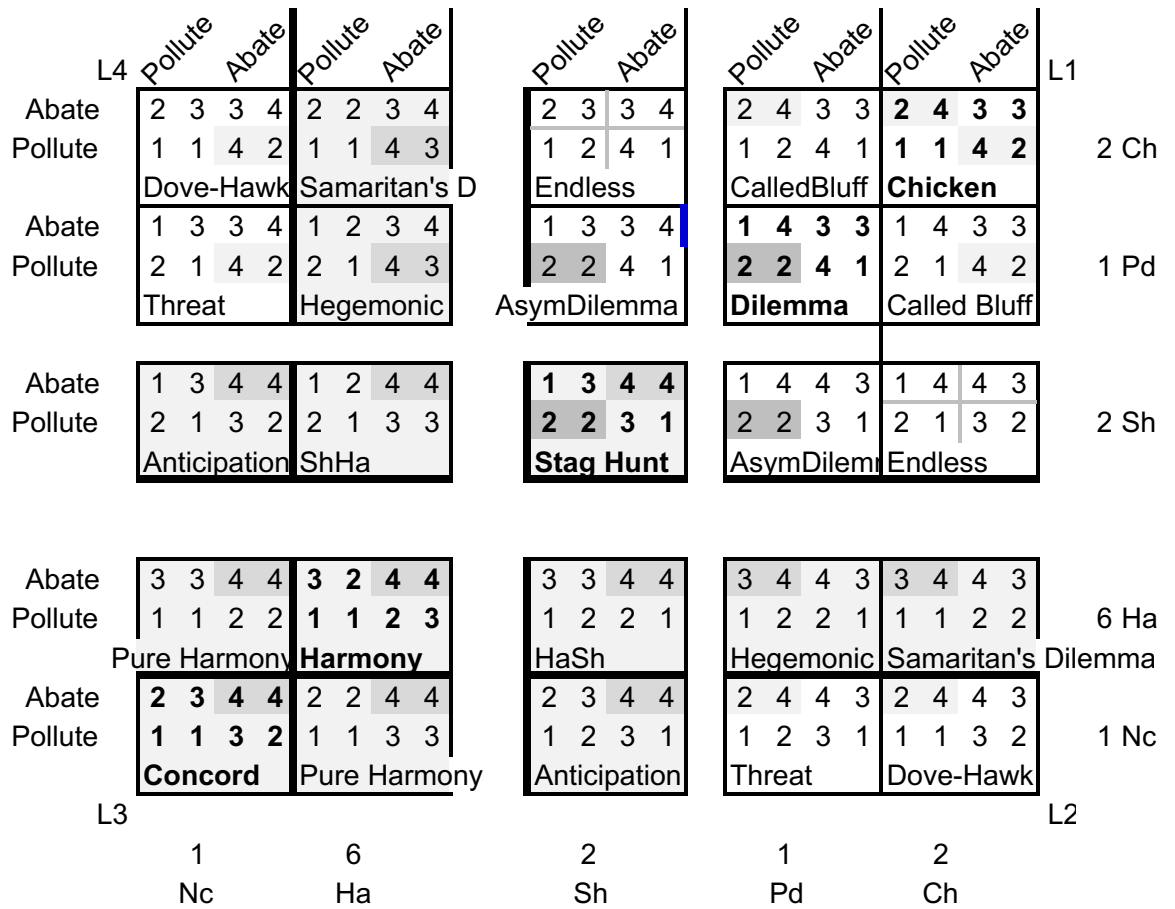 Pollute Abate Pollute Abate Pollute Abate Pollute Abate Pollute Abate
L4 L1
Abate 2 3 3 4 2 2 3 4 2 3 3 4 2 4 3 3 2 4 3 3
Pollute 1 1 4 2 1 1 4 3 1 2 4 1 1 2 4 1 1 1 4 2 2 Ch
Dove-Hawk Samaritan's D Endless CalledBluff Chicken
Abate 1 3 3 4 1 2 3 4 1 3 3 4 1 4 3 3 1 4 3 3
Pollute 2 1 4 2 2 1 4 3 2 2 4 1 2 2 4 1 2 1 4 2 1 Pd
Threat Hegemonic AsymDilemma Dilemma Called Bluff
Abate 1 3 4 4 1 2 4 4 1 3 4 4 1 4 4 3 1 4 4 3
Pollute 2 1 3 2 2 1 3 3 2 2 3 1 2 2 3 1 2 1 3 2 2 Sh
Anticipation ShHa Stag Hunt AsymDilem Endless
Abate 3 3 4 4 3 2 4 4 3 3 4 4 3 4 4 3 3 4 4 3
Pollute 1 1 2 2 1 1 2 3 1 2 2 1 1 2 2 1 1 1 2 2 6 Ha
Pure Harmony Harmony HaSh Hegemonic Samaritan's Dilemma
Abate 2 3 4 4 2 2 4 4 2 3 4 4 2 4 4 3 2 4 4 3
Pollute 1 1 3 2 1 1 3 3 1 2 3 1 1 2 3 1 1 1 3 2 1 Nc
Concord Pure Harmony Anticipation Threat Dove-Hawk
L3 L2
1 6 2 1 2
Nc Ha Sh Pd Ch